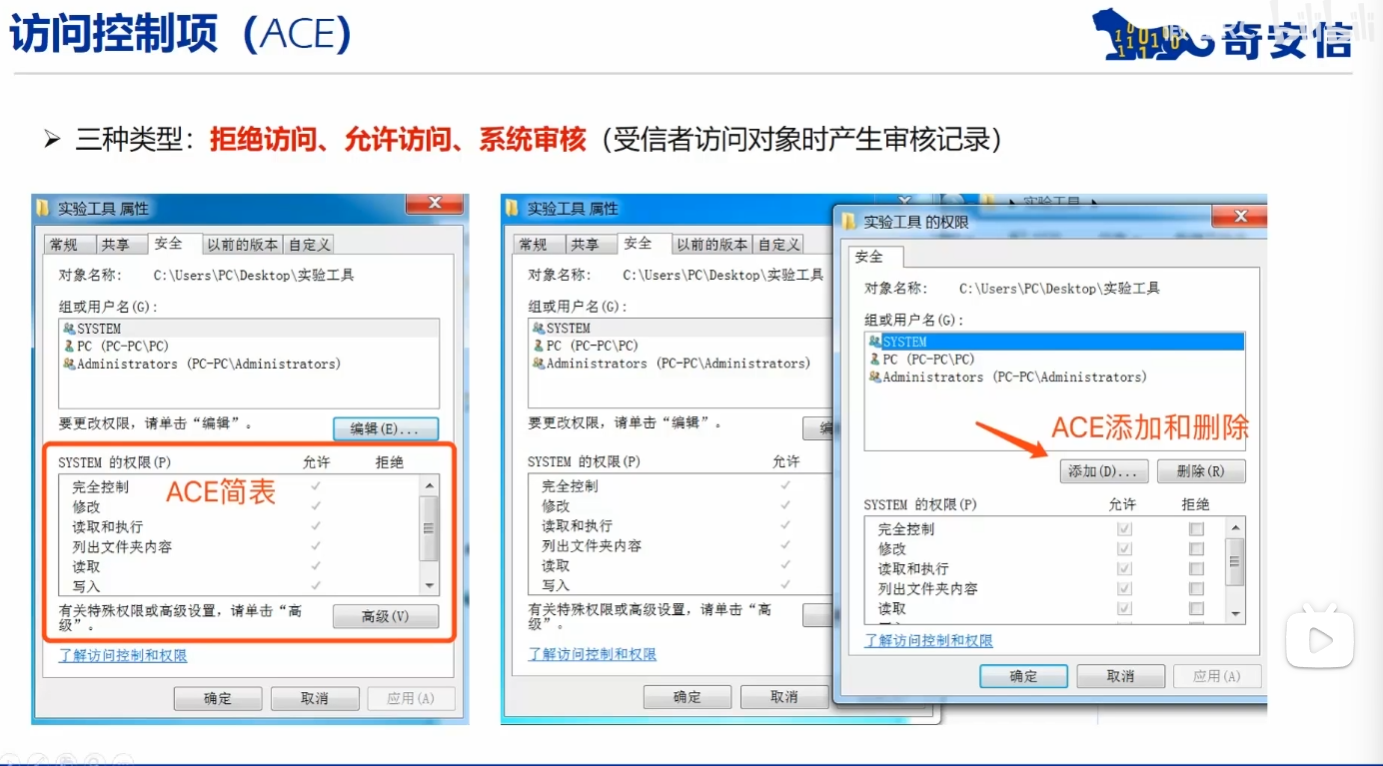 访问控制项（ACE）
奇安信
➢ 三种类型：拒绝访问、允许访问、系统审核（受信者访问对象时产生审核记录）
实验工具 属性
常规 共享 安全 以前的版本 自定义
对象名称： C:\Users\PC\Desktop\实验工具
组或用户名(G)：
SYSTEM
PC (PC-PC\PC)
Administrators (PC-PC\Administrators)
要更改权限，请单击“编辑”。
编辑(E)...
SYSTEM 的权限(P) 允许 拒绝
完全控制
ACE简表
修改
读取和执行
列出文件夹内容
读取
写入
有关特殊权限或高级设置，请单击“高级”。
高级(V)
了解访问控制和权限
确定 取消 应用(A)
实验工具 属性
常规 共享 安全 以前的版本 自定义
对象名称： C:\Users\PC\Desktop\实验工具
组或用户名(G)：
SYSTEM
PC (PC-PC\PC)
Administrators (PC-PC\Administrators)
要更改权限，请单击“编辑”。
SYSTEM 的权限(P) 允许
完全控制
修改
读取和执行
列出文件夹内容
读取
写入
有关特殊权限或高级设置，请单击“高级”。
了解访问控制和权限
确定 取消
实验工具 的权限
安全
对象名称： C:\Users\PC\Desktop\实验工具
组或用户名(G)：
SYSTEM
PC (PC-PC\PC)
Administrators (PC-PC\Administrators)
ACE添加和删除
添加(D)... 删除(R)
SYSTEM 的权限(P) 允许 拒绝
完全控制
修改
读取和执行
列出文件夹内容
读取
了解访问控制和权限
确定 取消 应用(A)